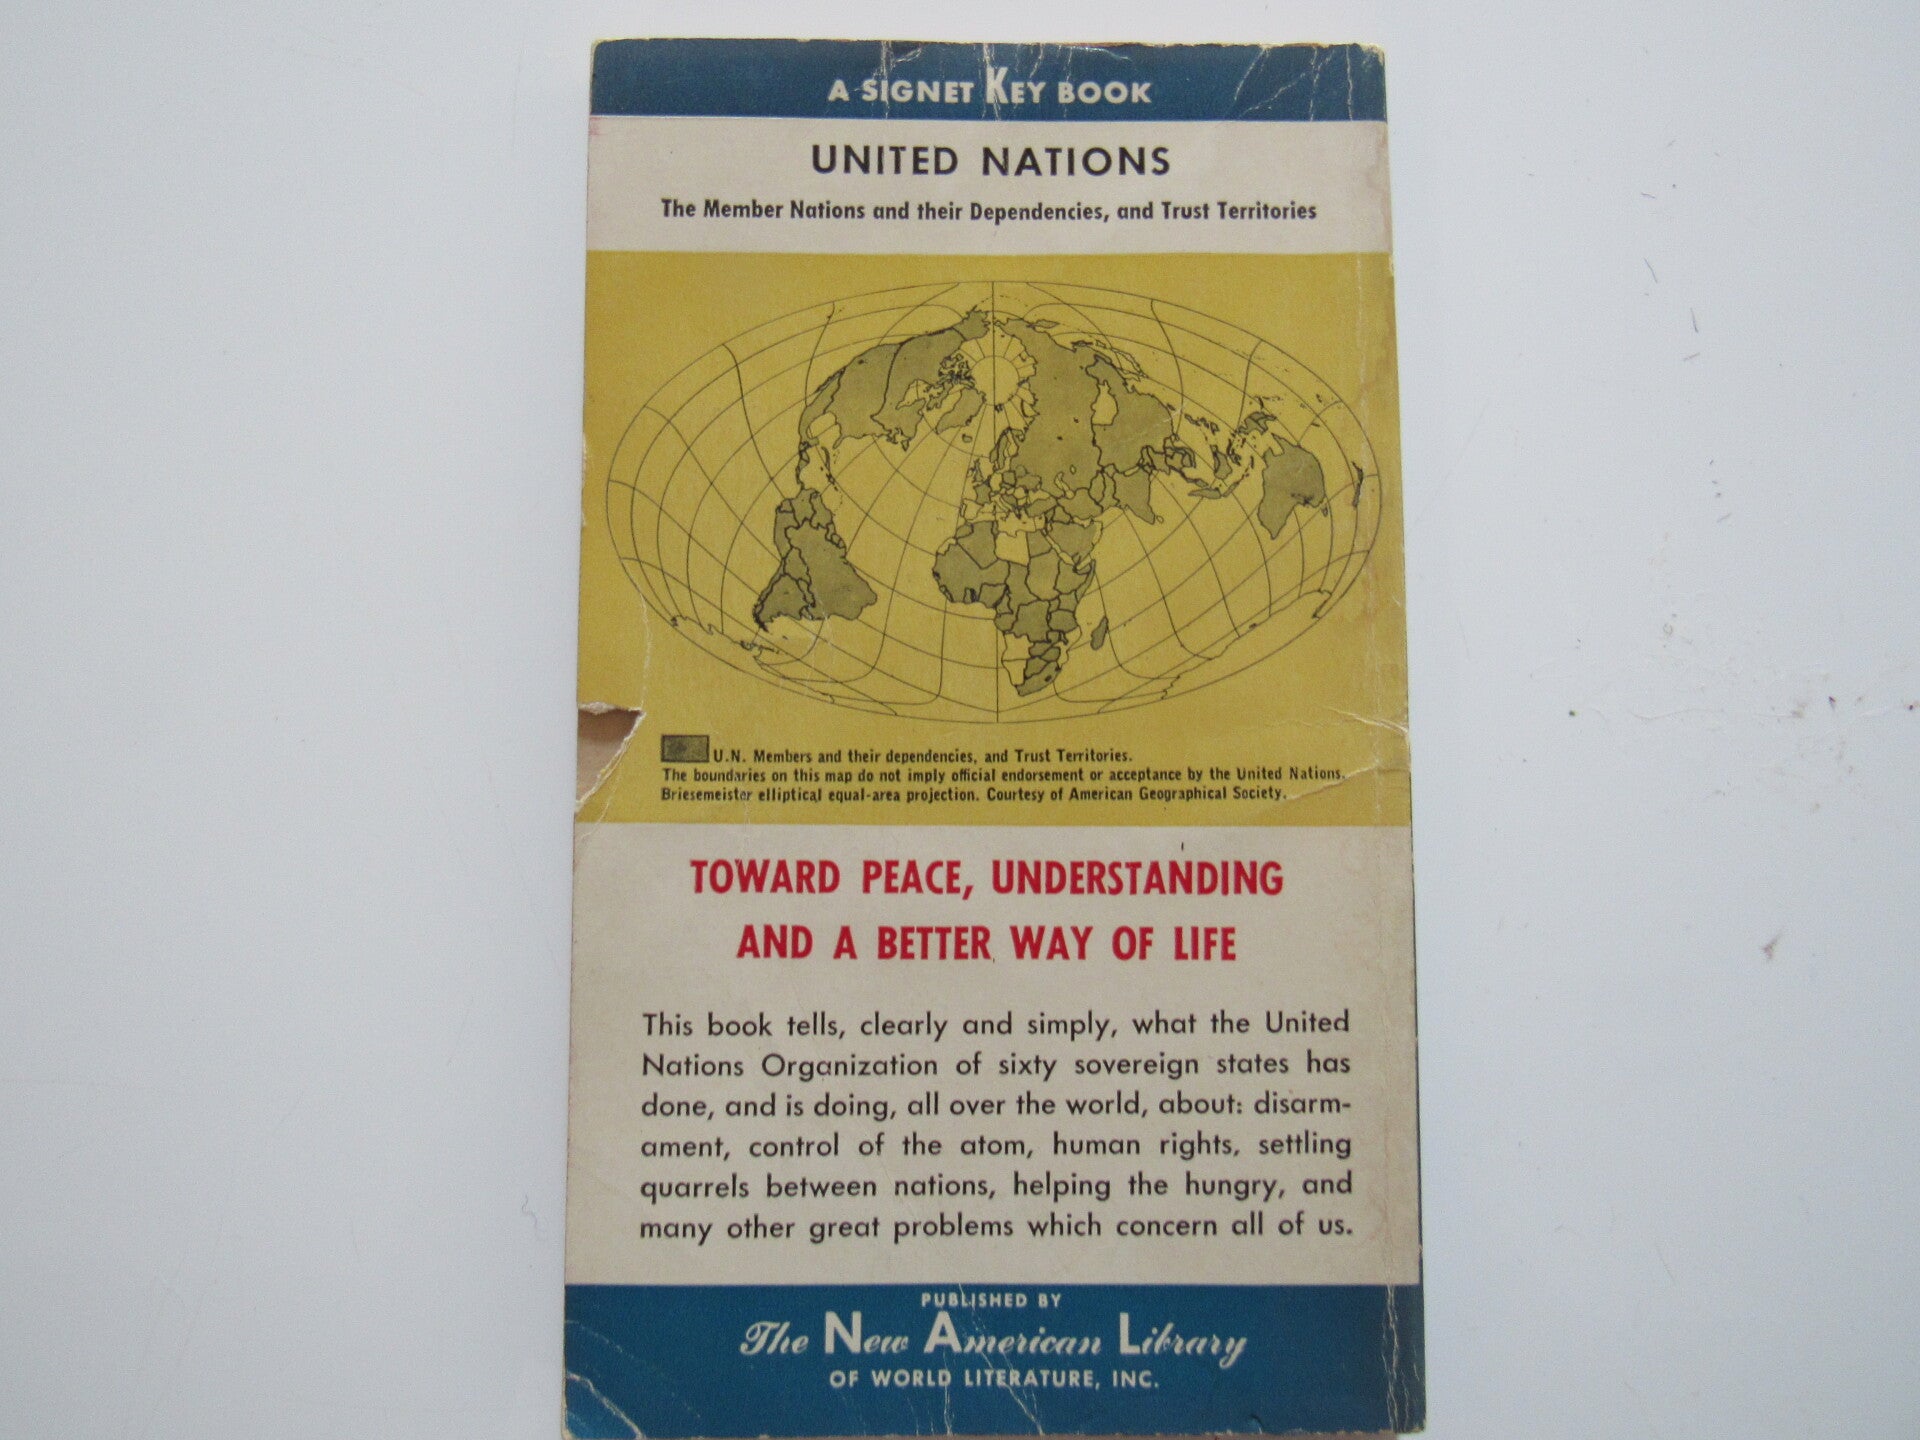 A SIGNET KEY BOOK
UNITED NATIONS
The Member Nations and their Dependencies, and Trust Territories
U.N. Members and their dependencies, and Trust Territories.
The boundaries on this map do not imply official endorsement or acceptance by the United Nations.
Briesemeister elliptical equal-area projection. Courtesy of American Geographical Society.
TOWARD PEACE, UNDERSTANDING
AND A BETTER WAY OF LIFE
This book tells, clearly and simply, what the United
Nations Organization of sixty sovereign states has
done, and is doing, all over the world, about: disarm-
ament, control of the atom, human rights, settling
quarrels between nations, helping the hungry, and
many other great problems which concern all of us.
PUBLISHED BY
The New American Library
OF WORLD LITERATURE, INC.